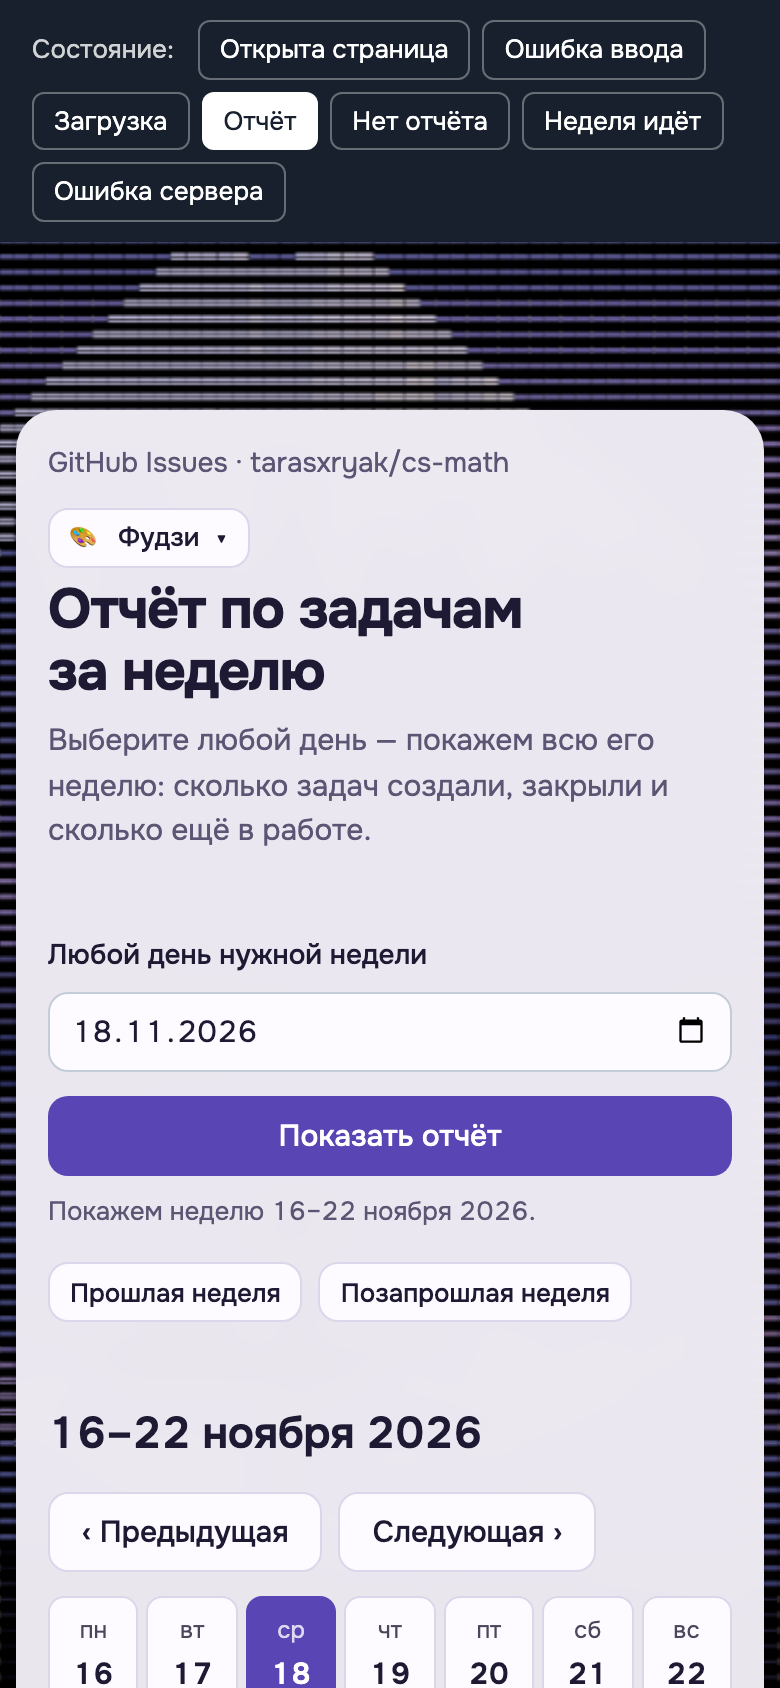 Состояние: Открыта страница Ошибка ввода
Загрузка Отчёт Нет отчёта Неделя идёт
Ошибка сервера
GitHub Issues · tarasxryak/cs-math
🎨 Фудзи ▾
Отчёт по задачам
за неделю
Выберите любой день — покажем всю его
неделю: сколько задач создали, закрыли и
сколько ещё в работе.
Любой день нужной недели
18.11.2026
Показать отчёт
Покажем неделю 16–22 ноября 2026.
Прошлая неделя Позапрошлая неделя
16–22 ноября 2026
‹ Предыдущая Следующая ›
пн вт ср чт пт сб вс
16 17 18 19 20 21 22